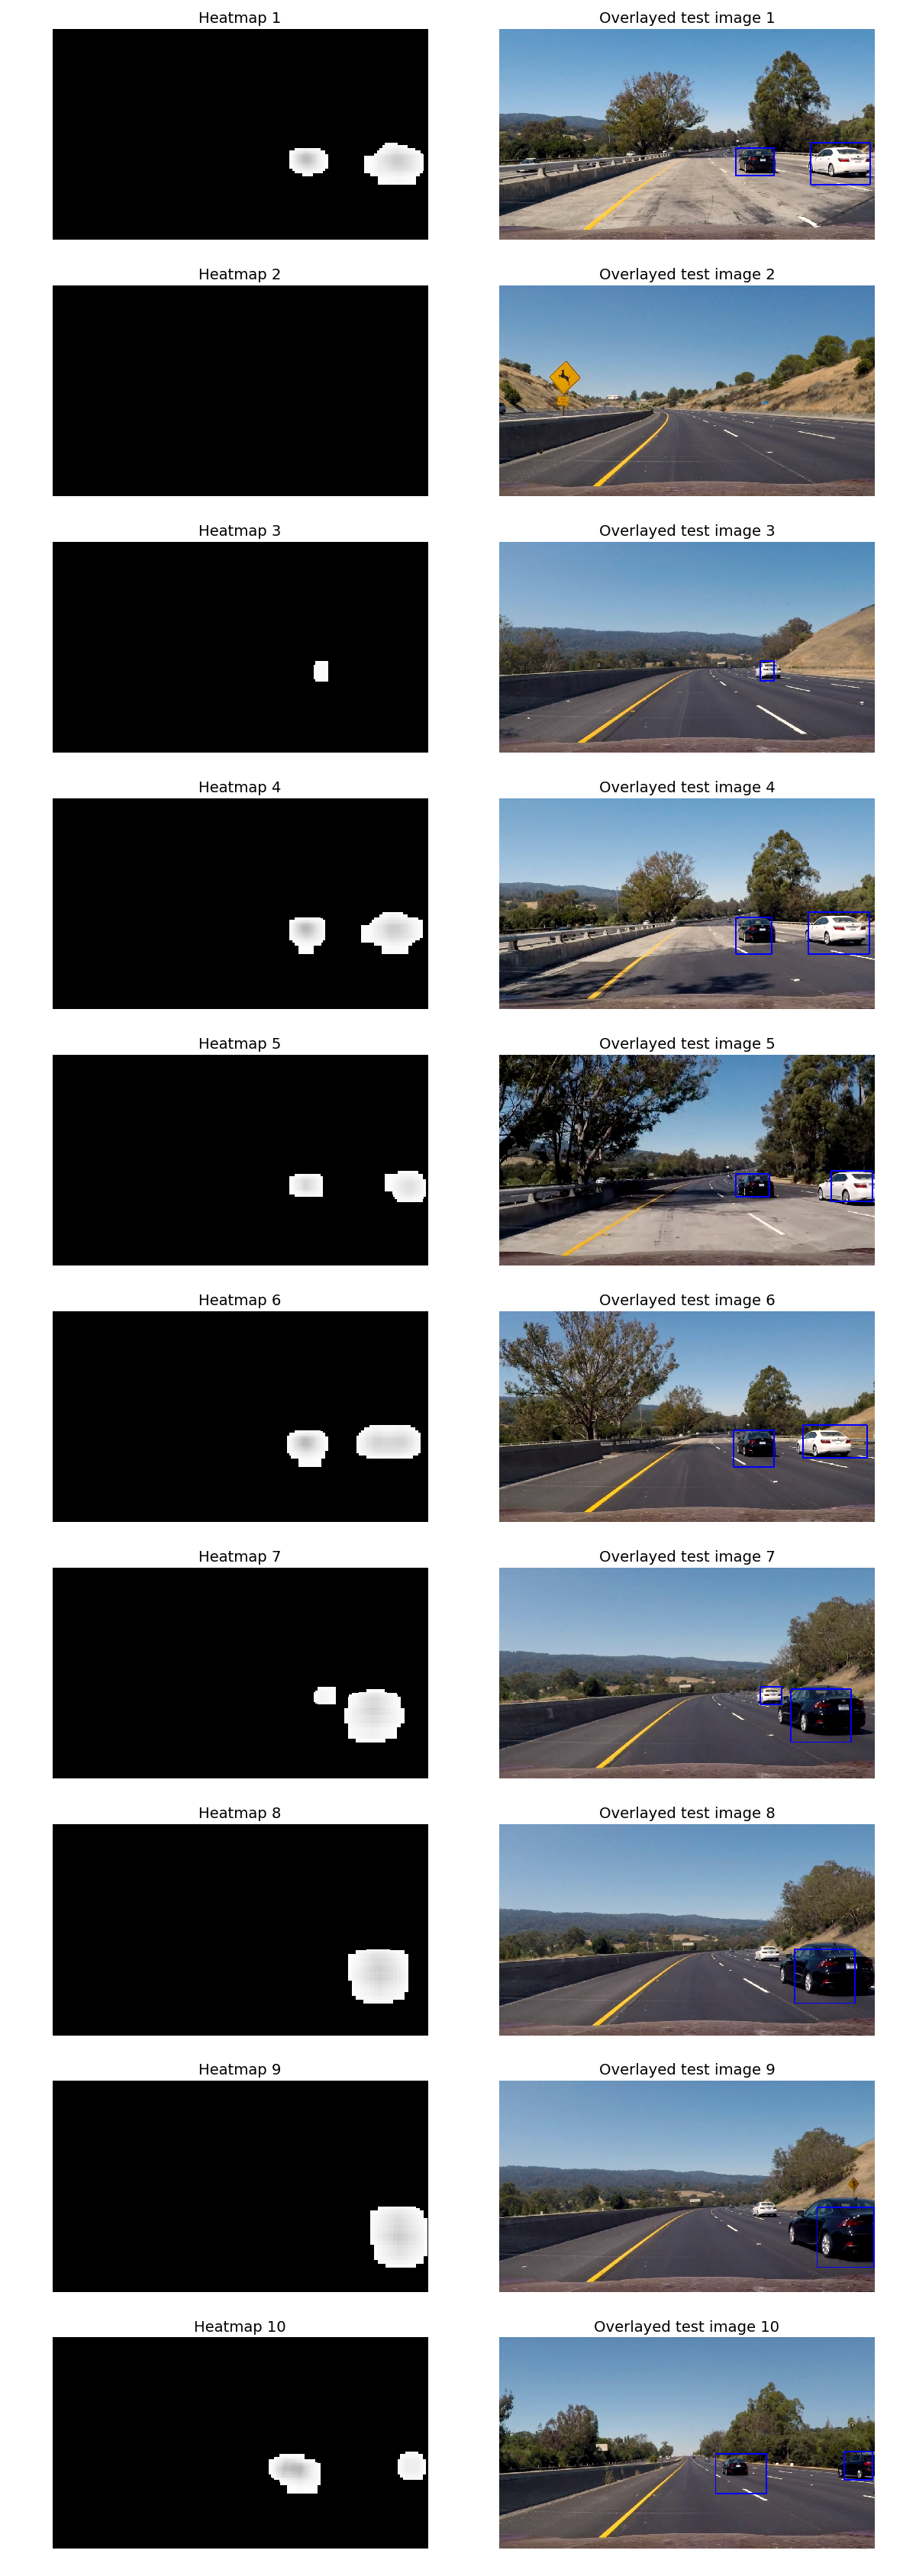 Heatmap 1
Overlayed test image 1
Heatmap 2
Overlayed test image 2
Heatmap 3
Overlayed test image 3
Heatmap 4
Overlayed test image 4
Heatmap 5
Overlayed test image 5
Heatmap 6
Overlayed test image 6
Heatmap 7
Overlayed test image 7
Heatmap 8
Overlayed test image 8
Heatmap 9
Overlayed test image 9
Heatmap 10
Overlayed test image 10